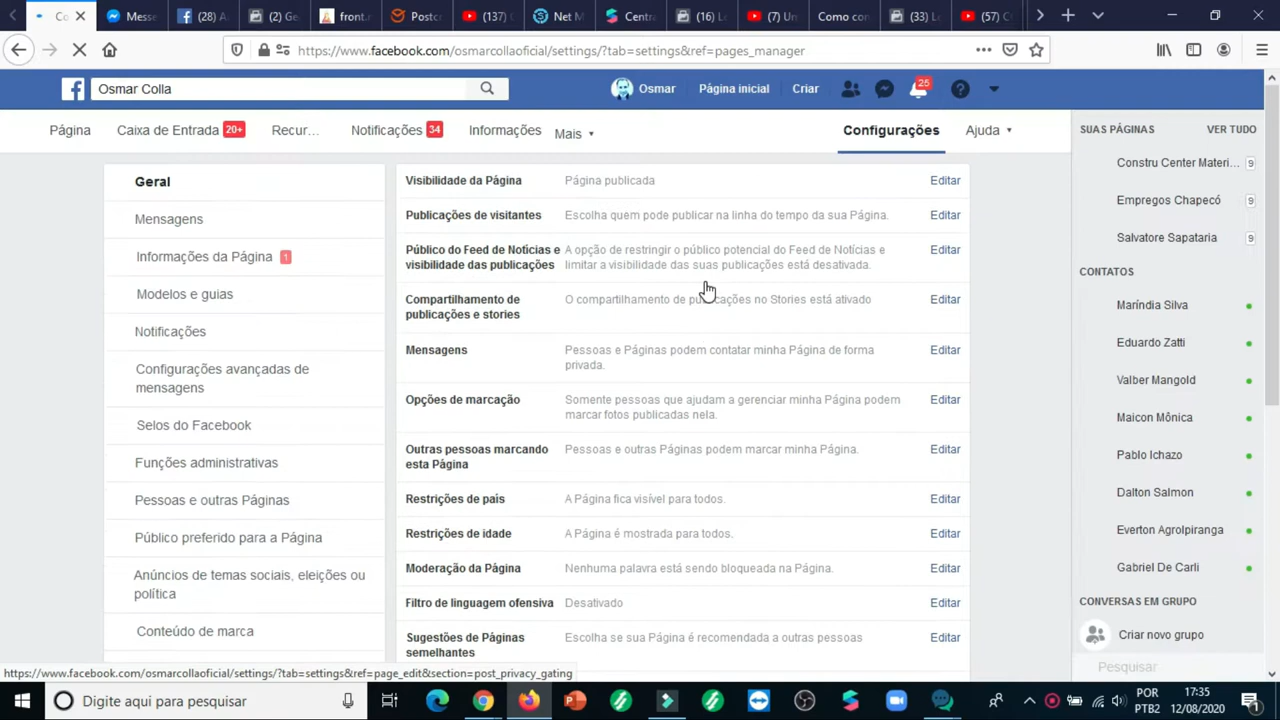 Co
Messe
(28) A
(2) Ge
front.r
Postc
(137)
Net M
Centra
(16) L
(7) Un
Como con
(33) L
(57) C
https://www.facebook.com/osmarcollaoficial/settings/?tab=settings&ref=pages_manager
Osmar Colla
Osmar
Página inicial
Criar
25
Página
Caixa de Entrada 20+
Recur...
Notificações 34
Informações
Mais
Configurações
Ajuda
Geral
Mensagens
Informações da Página 1
Modelos e guias
Notificações
Configurações avançadas de
mensagens
Selos do Facebook
Funções administrativas
Pessoas e outras Páginas
Público preferido para a Página
Anúncios de temas sociais, eleições ou
política
Conteúdo de marca
Visibilidade da Página Página publicada Editar
Publicações de visitantes Escolha quem pode publicar na linha do tempo da sua Página. Editar
Público do Feed de Notícias e A opção de restringir o público potencial do Feed de Notícias e Editar
visibilidade das publicações limitar a visibilidade das suas publicações está desativada.
Compartilhamento de O compartilhamento de publicações no Stories está ativado Editar
publicações e stories
Mensagens Pessoas e Páginas podem contatar minha Página de forma Editar
privada.
Opções de marcação Somente pessoas que ajudam a gerenciar minha Página podem Editar
marcar fotos publicadas nela.
Outras pessoas marcando Pessoas e outras Páginas podem marcar minha Página. Editar
esta Página
Restrições de país A Página fica visível para todos. Editar
Restrições de idade A Página é mostrada para todos. Editar
Moderação da Página Nenhuma palavra está sendo bloqueada na Página. Editar
Filtro de linguagem ofensiva Desativado Editar
Sugestões de Páginas Escolha se sua Página é recomendada a outras pessoas Editar
semelhantes
SUAS PÁGINAS VER TUDO
Constru Center Materi... 9
Empregos Chapecó 9
Salvatore Sapataria 9
CONTATOS
Maríndia Silva
Eduardo Zatti
Valber Mangold
Maicon Mônica
Pablo Ichazo
Dalton Salmon
Everton AgroIpiranga
Gabriel De Carli
CONVERSAS EM GRUPO
Criar novo grupo
Pesquisar
https://www.facebook.com/osmarcollaoficial/settings/?tab=settings&ref=page_edit&section=post_privacy_gating
Digite aqui para pesquisar
POR
PTB2
17:35
12/08/2020
1